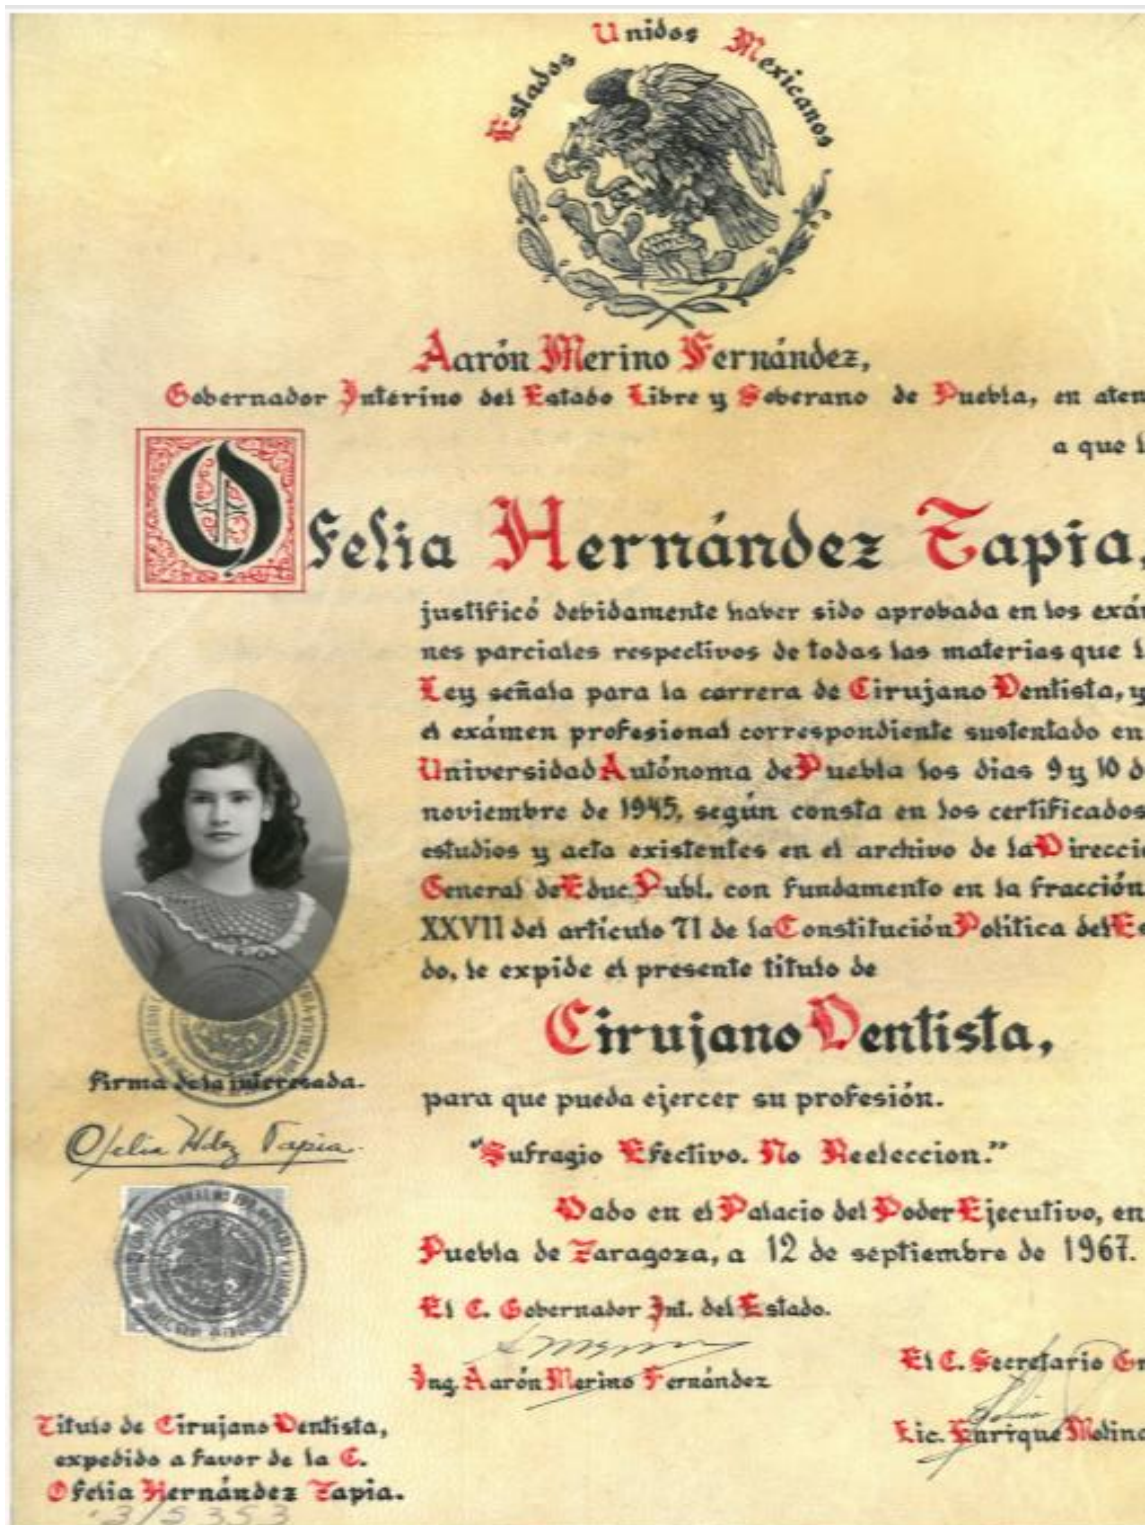 Estados Unidos Mexicanos
Aarón Merino Fernández,
Gobernador Interino del Estado Libre y Soberano de Puebla, en aten
a que l
Ofelia Hernández Tapia,
justificó debidamente haber sido aprobada en los exám
nes parciales respectivos de todas las materias que l
Ley señala para la carrera de Cirujano Dentista, y
el exámen profesional correspondiente sustentado en
Universidad Autónoma de Puebla los dias 9 y 10 d
noviembre de 1945, según consta en los certificados
estudios y acta existentes en el archivo de la Direcció
General de Educ. Publ. con fundamento en la fracción
XXVII del artículo 71 de la Constitución Política del Es
do, le expide el presente título de
Cirujano Dentista,
para que pueda ejercer su profesión.
"Sufragio Efectivo. No Reeleccion."
Dado en el Palacio del Poder Ejecutivo, en
Puebla de Zaragoza, a 12 de septiembre de 1967.
El C. Gobernador Int. del Estado.
Ing. Aarón Merino Fernández
El C. Secretario Gr
Lic. Enrique Molina
Firma de la interesada.
Ofelia Hdez Tapia.
Titulo de Cirujano Dentista,
expedido a favor de la C.
Ofelia Hernández Tapia.
315353